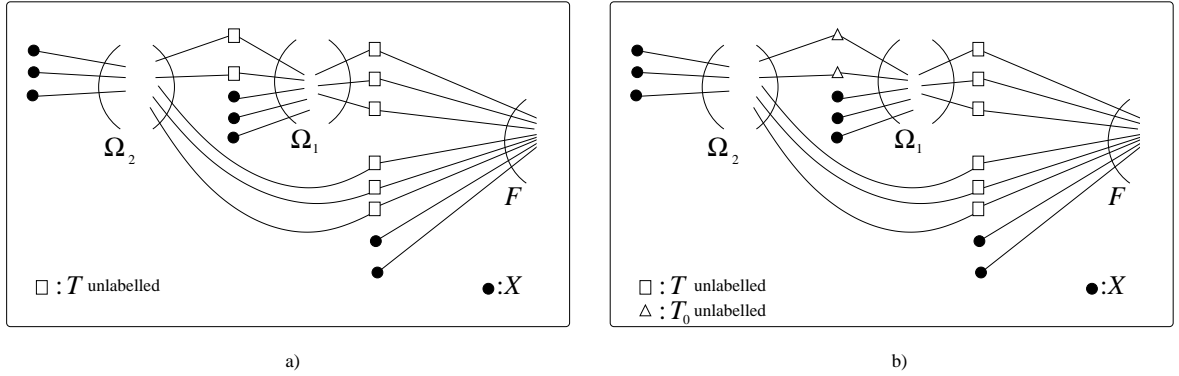 Ω₂
Ω₁
F
□ : T unlabelled
● : X
a)
Ω₂
Ω₁
F
□ : T unlabelled
△ : T₀ unlabelled
● : X
b)